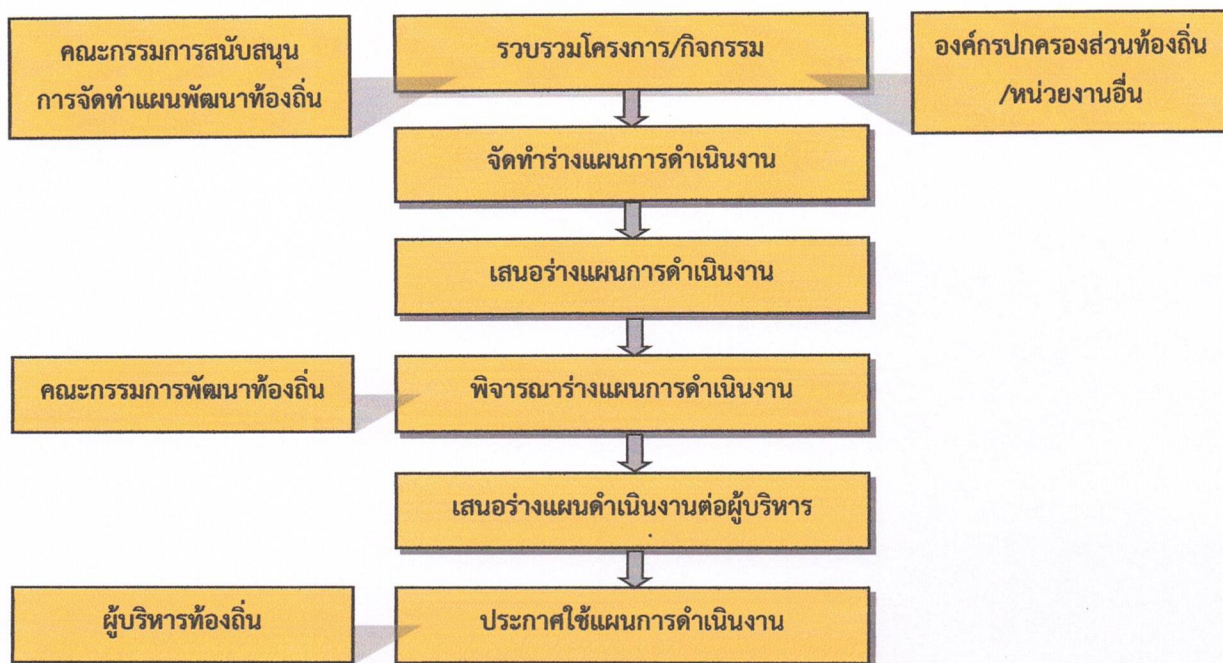 คณะกรรมการสนับสนุน
การจัดทำแผนพัฒนาท้องถิ่น
รวบรวมโครงการ/กิจกรรม
องค์กรปกครองส่วนท้องถิ่น
/หน่วยงานอื่น
จัดทำร่างแผนการดำเนินงาน
เสนอร่างแผนการดำเนินงาน
คณะกรรมการพัฒนาท้องถิ่น
พิจารณาร่างแผนการดำเนินงาน
เสนอร่างแผนดำเนินงานต่อผู้บริหาร
ผู้บริหารท้องถิ่น
ประกาศใช้แผนการดำเนินงาน